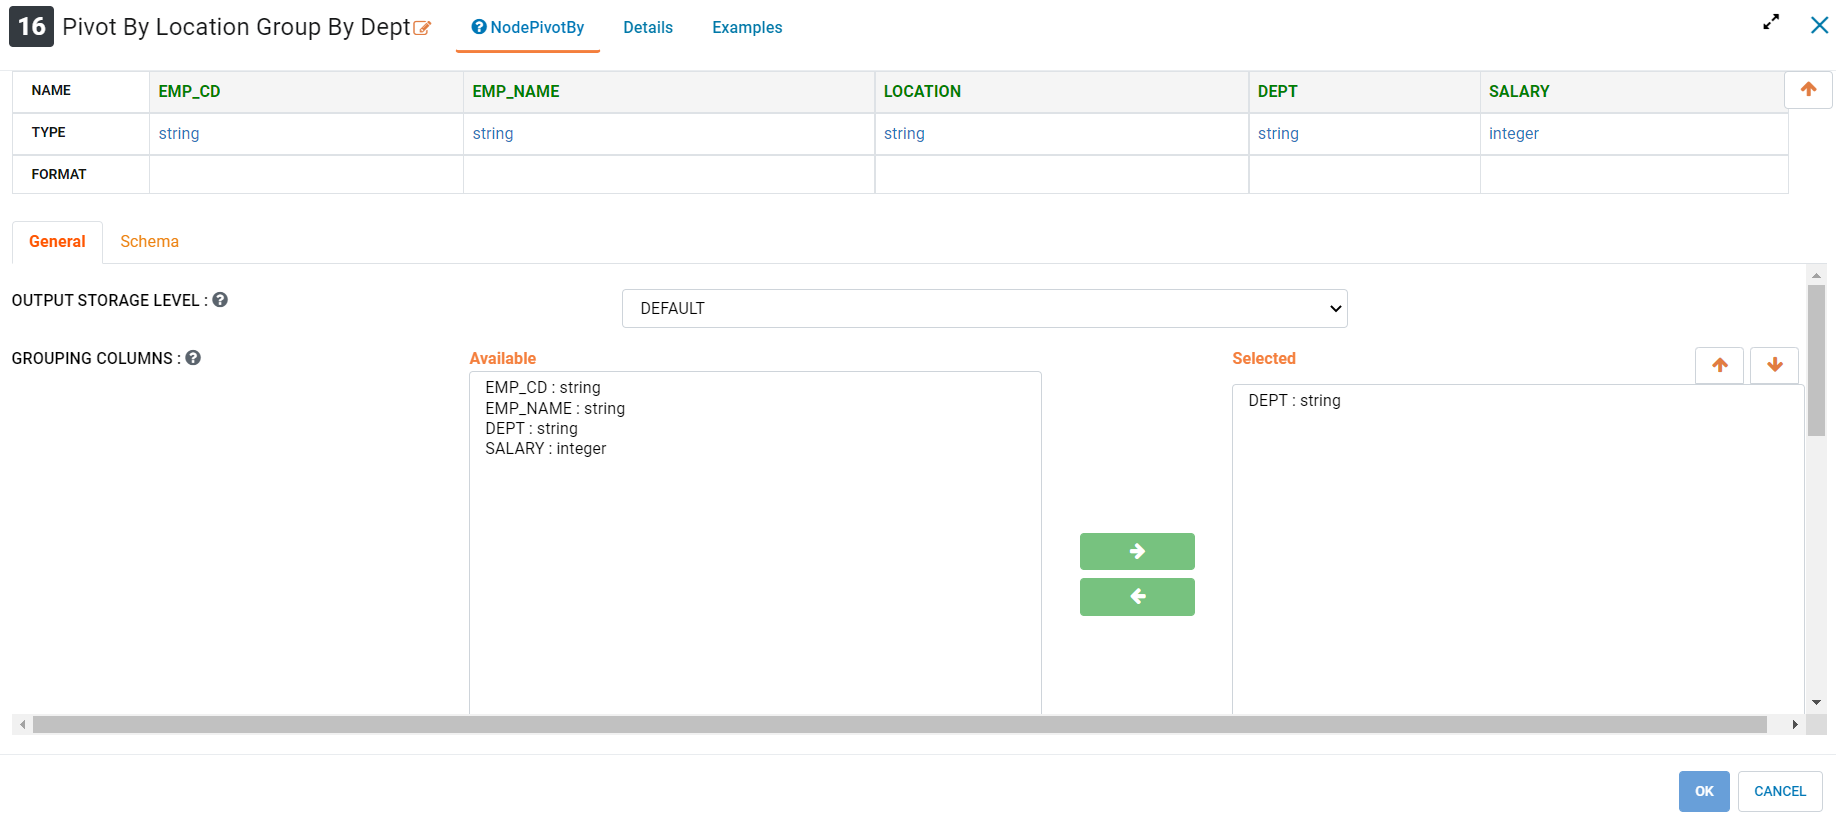 16 Pivot By Location Group By Dept NodePivotBy Details Examples
NAME EMP_CD EMP_NAME LOCATION DEPT SALARY
TYPE string string string string integer
FORMAT
General Schema
OUTPUT STORAGE LEVEL : DEFAULT
GROUPING COLUMNS : Available Selected
EMP_CD : string
EMP_NAME : string
DEPT : string
SALARY : integer
DEPT : string
OK CANCEL